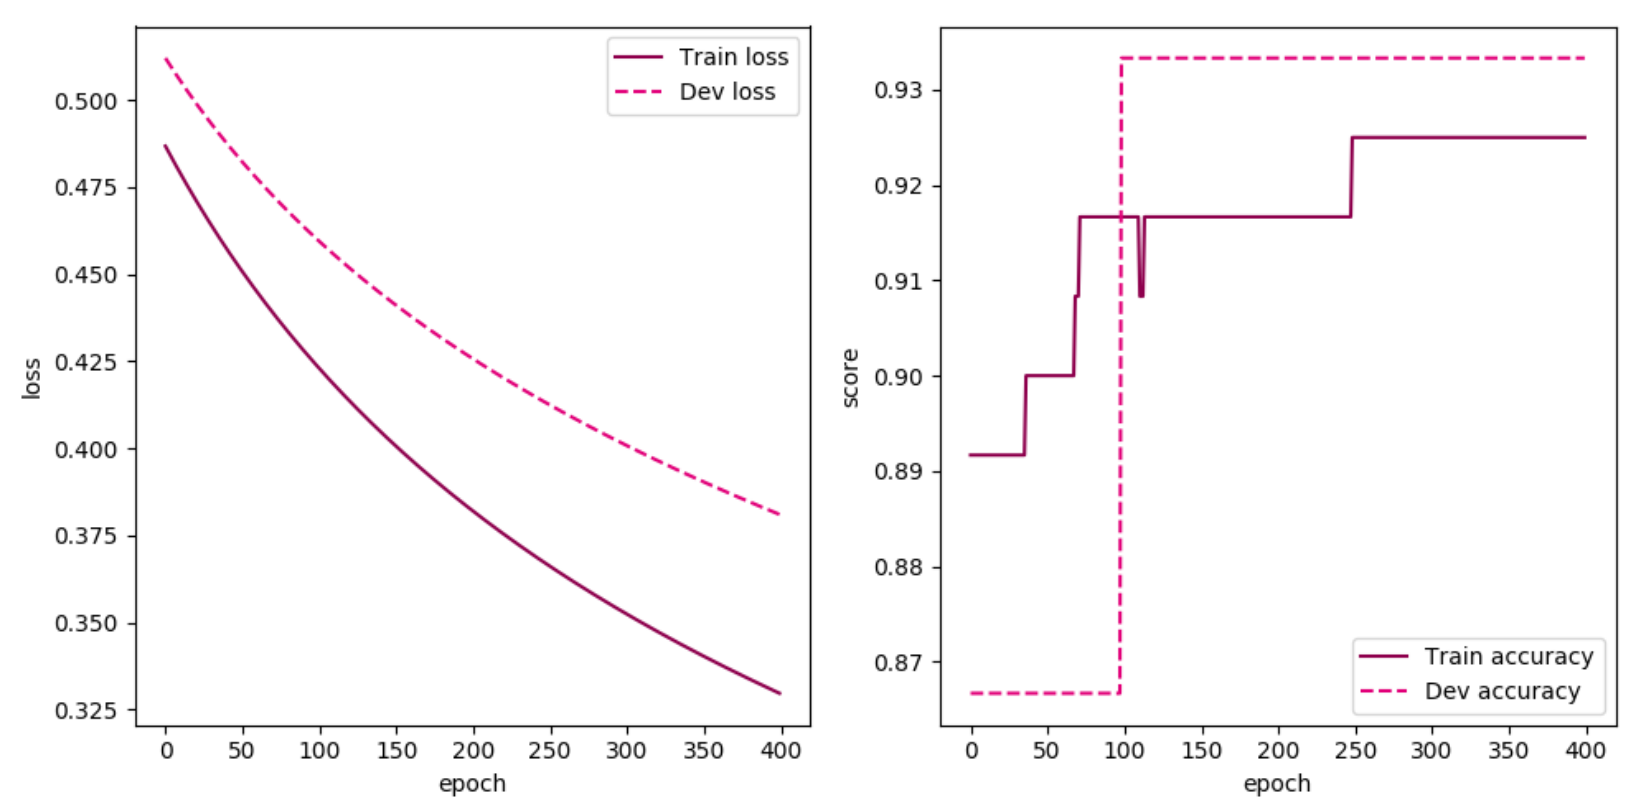 Train loss
Dev loss
0.500
0.475
0.450
0.425
0.400
0.375
0.350
0.325
loss
0 50 100 150 200 250 300 350 400
epoch
0.93
0.92
0.91
0.90
0.89
0.88
0.87
score
Train accuracy
Dev accuracy
0 50 100 150 200 250 300 350 400
epoch